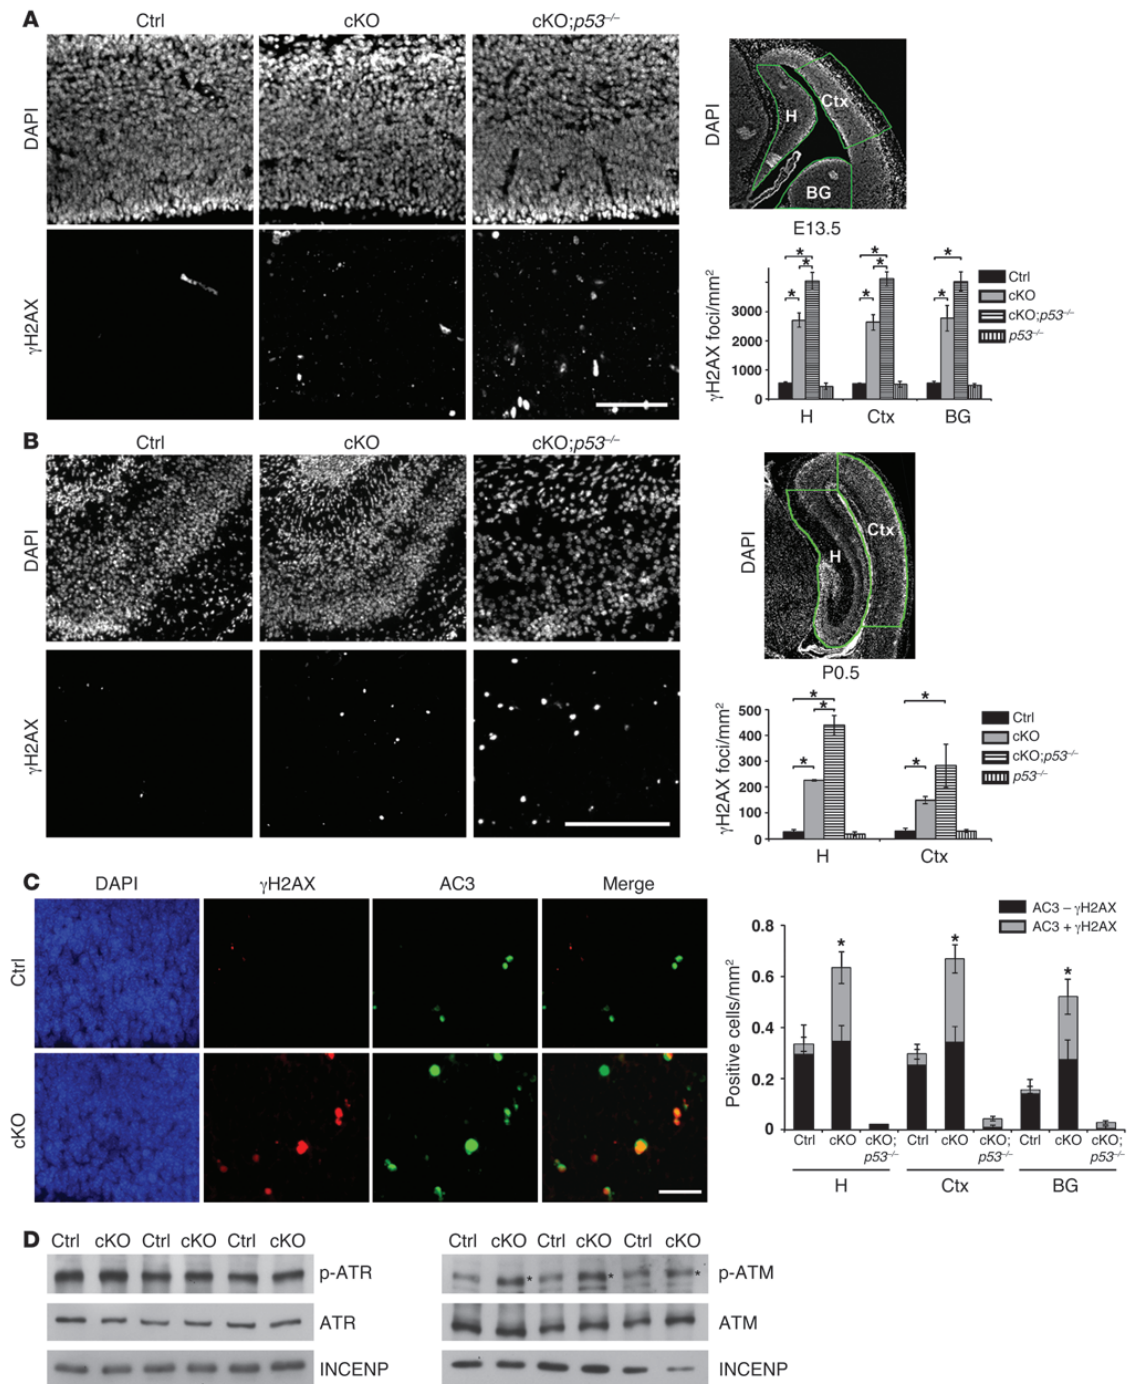 A
Ctrl cKO cKO;p53–/–
DAPI
γH2AX
DAPI
H Ctx BG
E13.5
γH2AX foci/mm²
3000
2000
1000
0
* * * * * * * *
H Ctx BG
Ctrl
cKO
cKO;p53–/–
p53–/–
B
Ctrl cKO cKO;p53–/–
DAPI
γH2AX
DAPI
H Ctx
P0.5
γH2AX foci/mm²
500
400
300
200
100
0
* * * * *
H Ctx
Ctrl
cKO
cKO;p53–/–
p53–/–
C
DAPI γH2AX AC3 Merge
Ctrl
cKO
AC3 – γH2AX
AC3 + γH2AX
Positive cells/mm²
0.8
0.6
0.4
0.2
0
* * *
Ctrl cKO cKO; Ctrl cKO cKO; Ctrl cKO cKO;
p53–/– p53–/– p53–/–
H Ctx BG
D
Ctrl cKO Ctrl cKO Ctrl cKO
p-ATR
ATR
INCENP
Ctrl cKO Ctrl cKO Ctrl cKO
* * *
p-ATM
ATM
INCENP